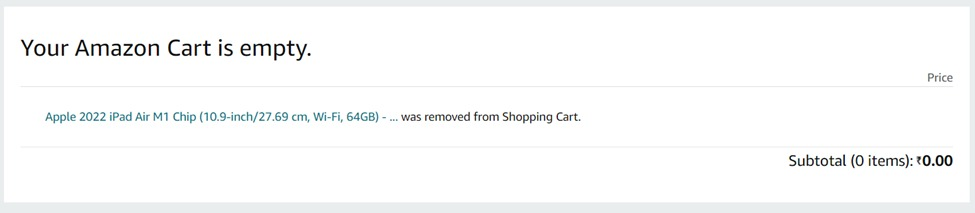 Your Amazon Cart is empty.
Price
Apple 2022 iPad Air M1 Chip (10.9-inch/27.69 cm, Wi-Fi, 64GB) - ... was removed from Shopping Cart.
Subtotal (0 items): ₹0.00